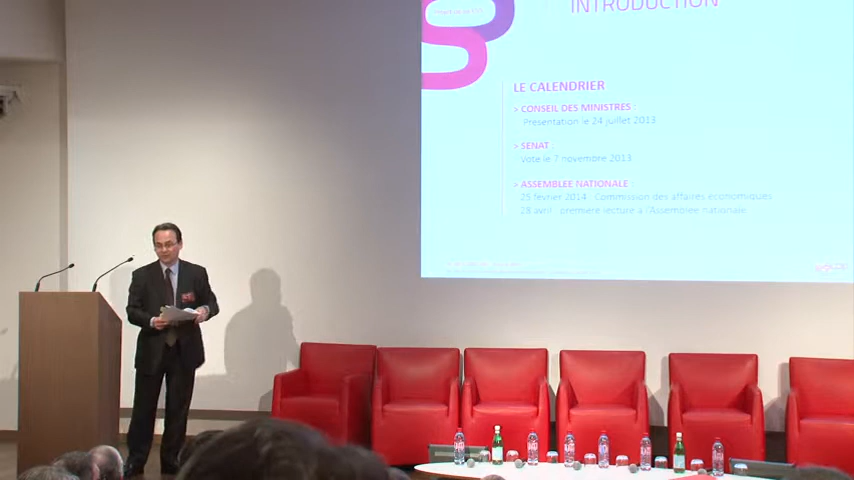 INTRODUCTION
LE CALENDRIER
> CONSEIL DES MINISTRES :
Présentation le 24 juillet 2013
> SENAT :
Vote le 7 novembre 2013
> ASSEMBLEE NATIONALE :
25 février 2014 : Commission des affaires économiques
28 avril : première lecture à l'Assemblée nationale